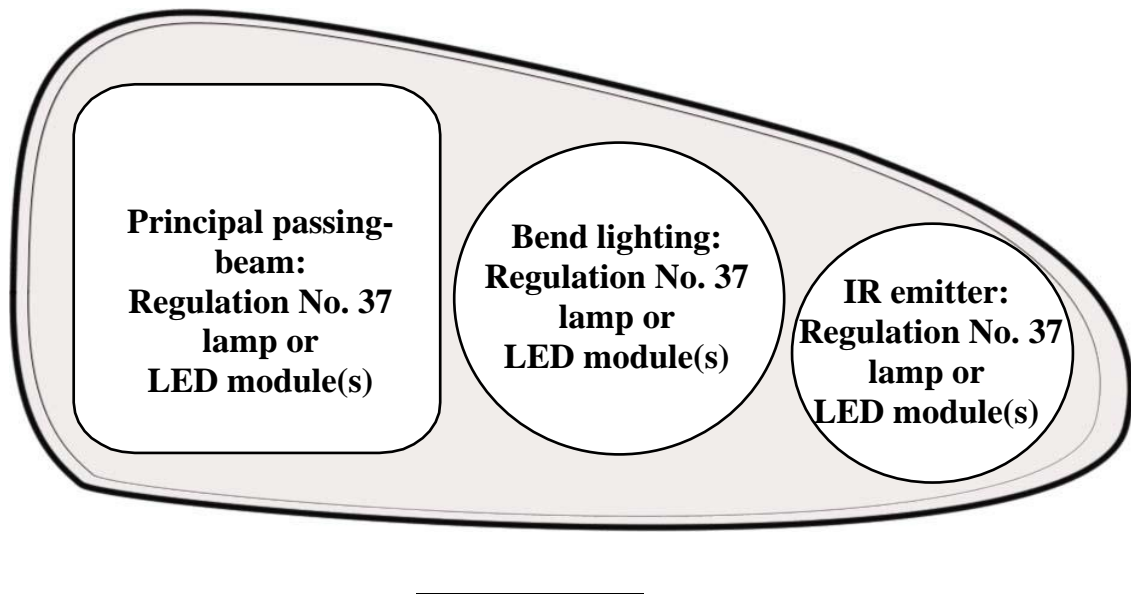 Principal passing-
beam:
Regulation No. 37
lamp or
LED module(s)
Bend lighting:
Regulation No. 37
lamp or
LED module(s)
IR emitter:
Regulation No. 37
lamp or
LED module(s)